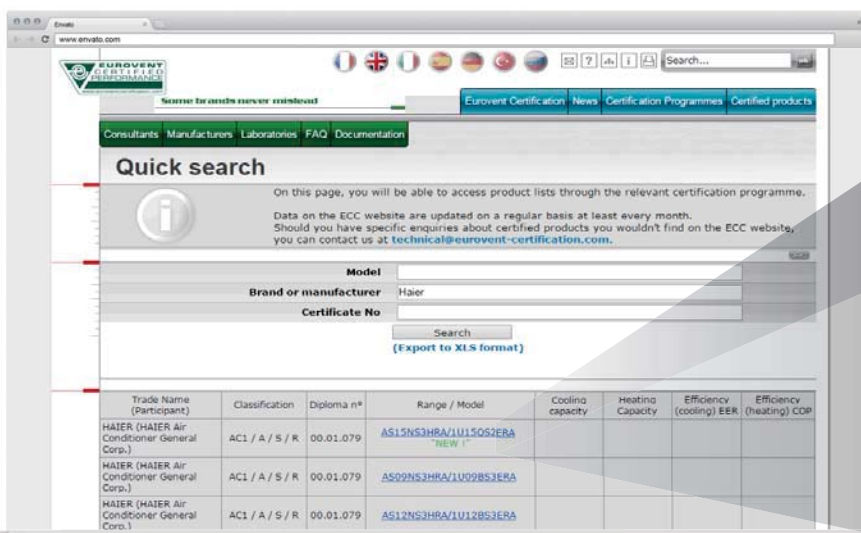 Envato
www.envato.com
EUROVENT
CERTIFIED
PERFORMANCE
Search...
Some brands never mislead
Eurovent Certification News Certification Programmes Certified products
Consultants Manufacturers Laboratories FAQ Documentation
Quick search
On this page, you will be able to access product lists through the relevant certification programme.
Data on the ECC website are updated on a regular basis at least every month.
Should you have specific enquiries about certified products you wouldn't find on the ECC website,
you can contact us at technical@eurovent-certification.com.
Model
Brand or manufacturer Haier
Certificate No
Search
(Export to XLS format)
Trade Name (Participant) Classification Diploma n° Range / Model Cooling capacity Heating Capacity Efficiency (cooling) EER Efficiency (heating) COP
HAIER (HAIER Air
Conditioner General
Corp.) AC1 / A / S / R 00.01.079 AS15NS3HRA/1U15OS2ERA
"NEW !"
HAIER (HAIER Air
Conditioner General
Corp.) AC1 / A / S / R 00.01.079 AS09NS3HRA/1U09BS3ERA
HAIER (HAIER Air
Conditioner General
Corp.) AC1 / A / S / R 00.01.079 AS12NS3HRA/1U12BS3ERA